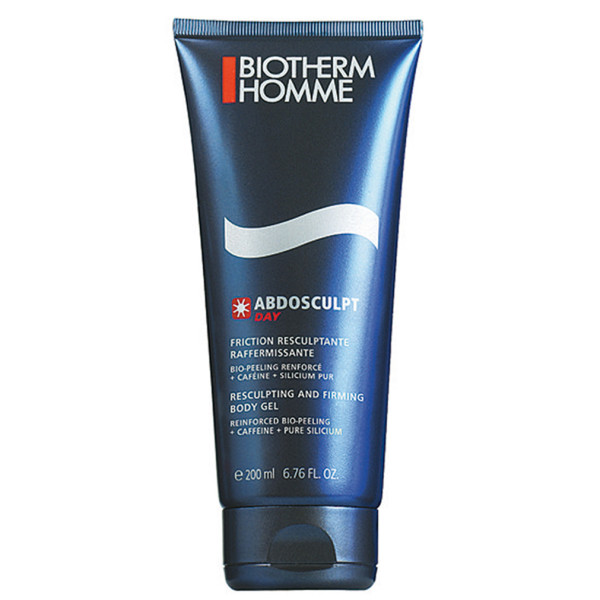 BIOTHERM
HOMME
ABDOSCULPT
DAY
FRICTION RESCULPTANTE
RAFFERMISSANTE
BIO-PEELING RENFORCÉ
+ CAFÉINE + SILICIUM PUR
RESCULPTING AND FIRMING
BODY GEL
REINFORCED BIO-PEELING
+ CAFFEINE + PURE SILICIUM
e 200 ml 6.76 FL. OZ.